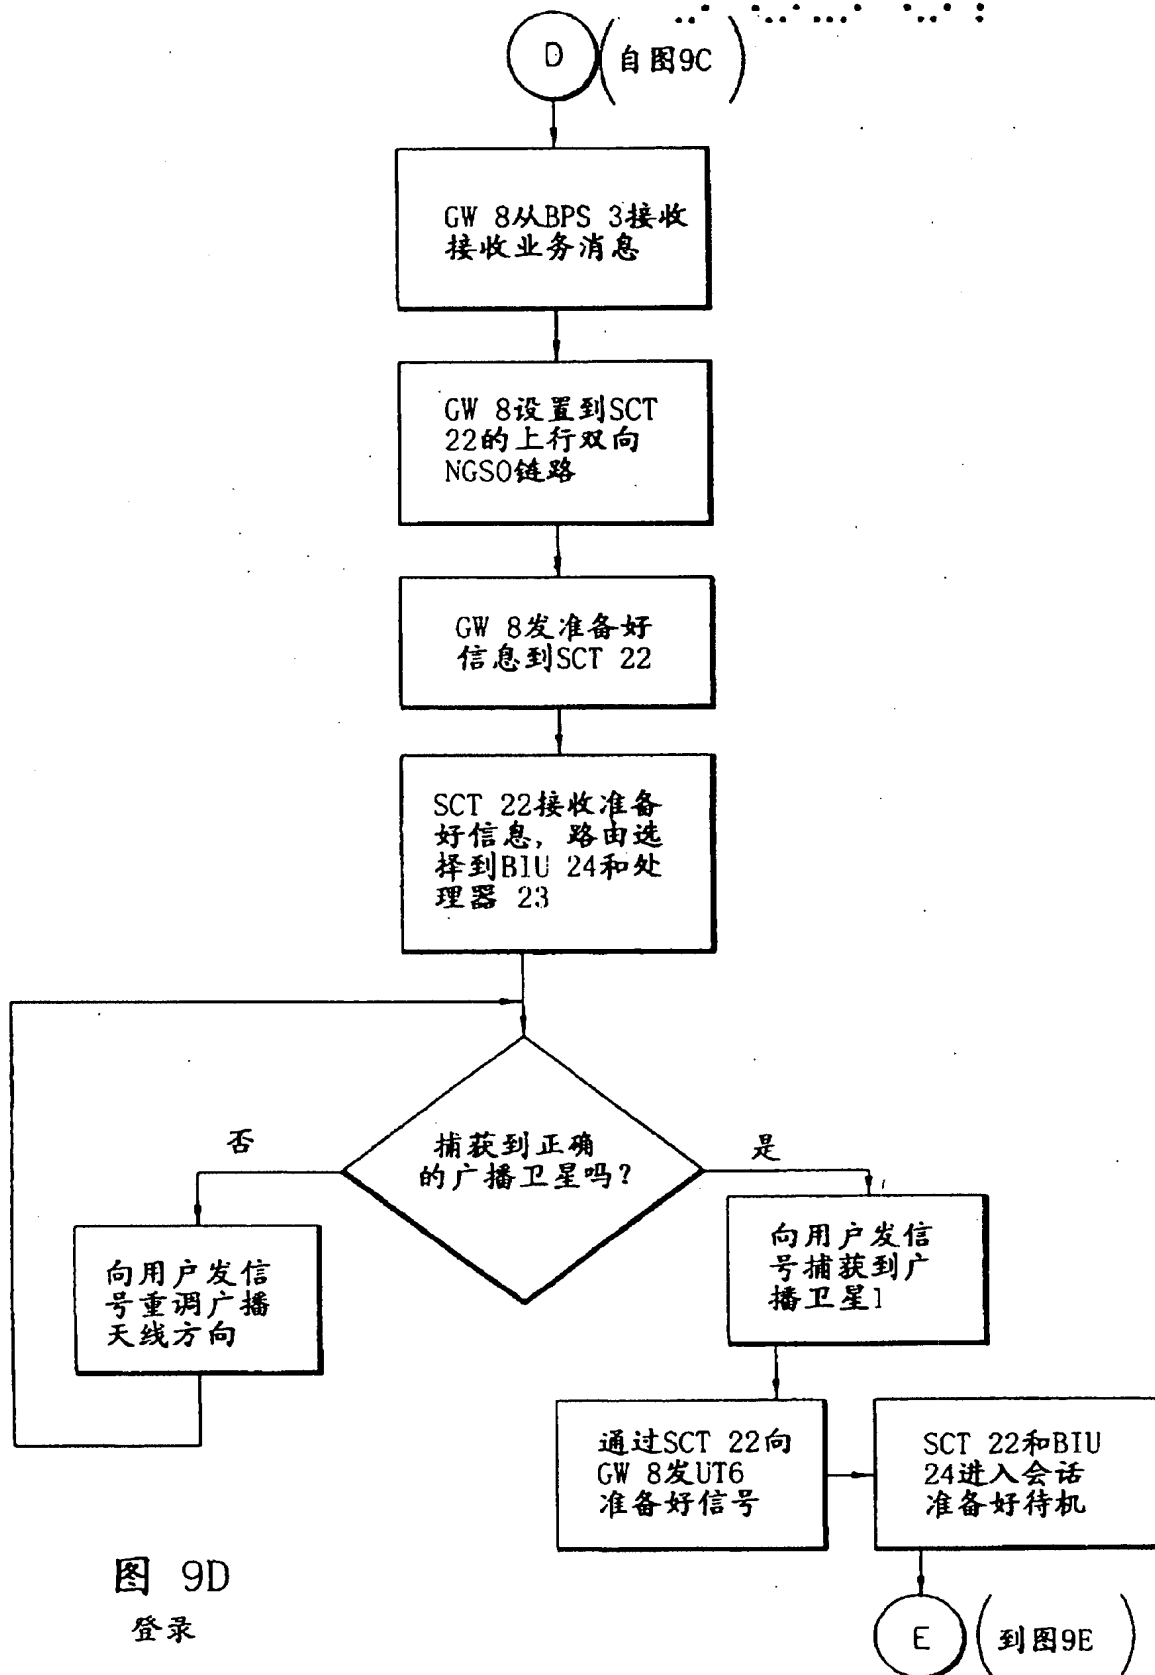 D (自图9C)
GW 8从BPS 3接收
接收业务消息
GW 8设置到SCT
22的上行双向
NGSO链路
GW 8发准备好
信息到SCT 22
SCT 22接收准备
好信息, 路由选
择到BIU 24和处
理器 23
捕获到正确
的广播卫星吗?
否
是
向用户发信
号重调广播
天线方向
向用户发信
号捕获到广
播卫星1
通过SCT 22向
GW 8发UT6
准备好信号
SCT 22和BIU
24进入会话
准备好待机
E (到图9E)
图 9D
登录